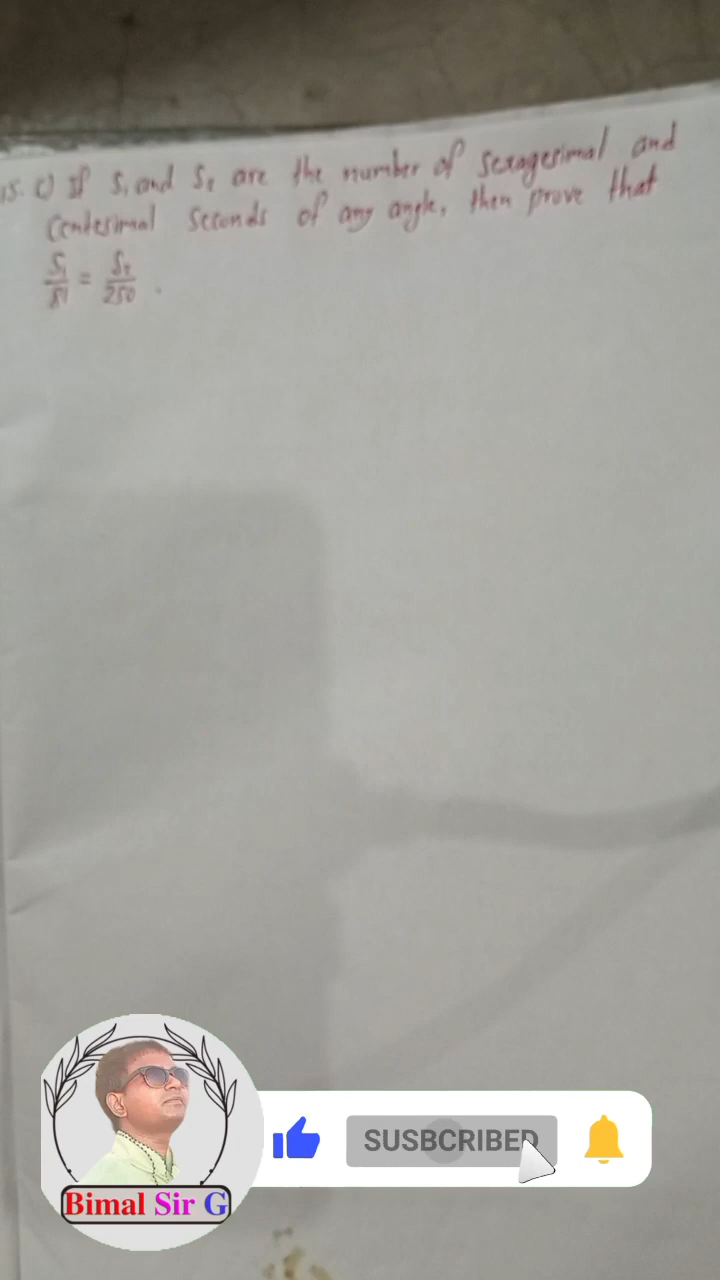 15. c) If S₁ and S₂ are the number of sexagesimal and
Centesimal Seconds of any angle, then prove that
S₁/81 = S₂/250 .
SUSBCRIBED
Bimal Sir G